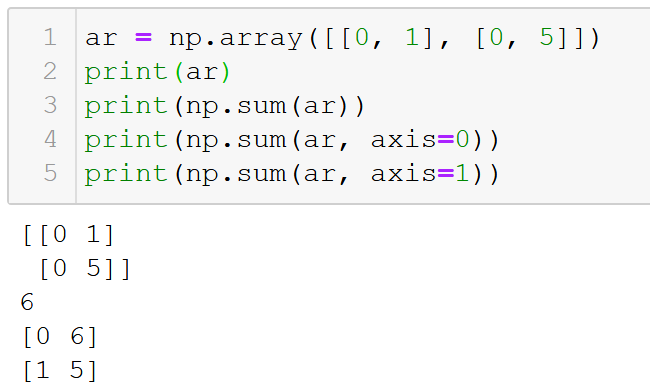 1 ar = np.array([[0, 1], [0, 5]])
2 print(ar)
3 print(np.sum(ar))
4 print(np.sum(ar, axis=0))
5 print(np.sum(ar, axis=1))
[[0 1]
 [0 5]]
6
[0 6]
[1 5]